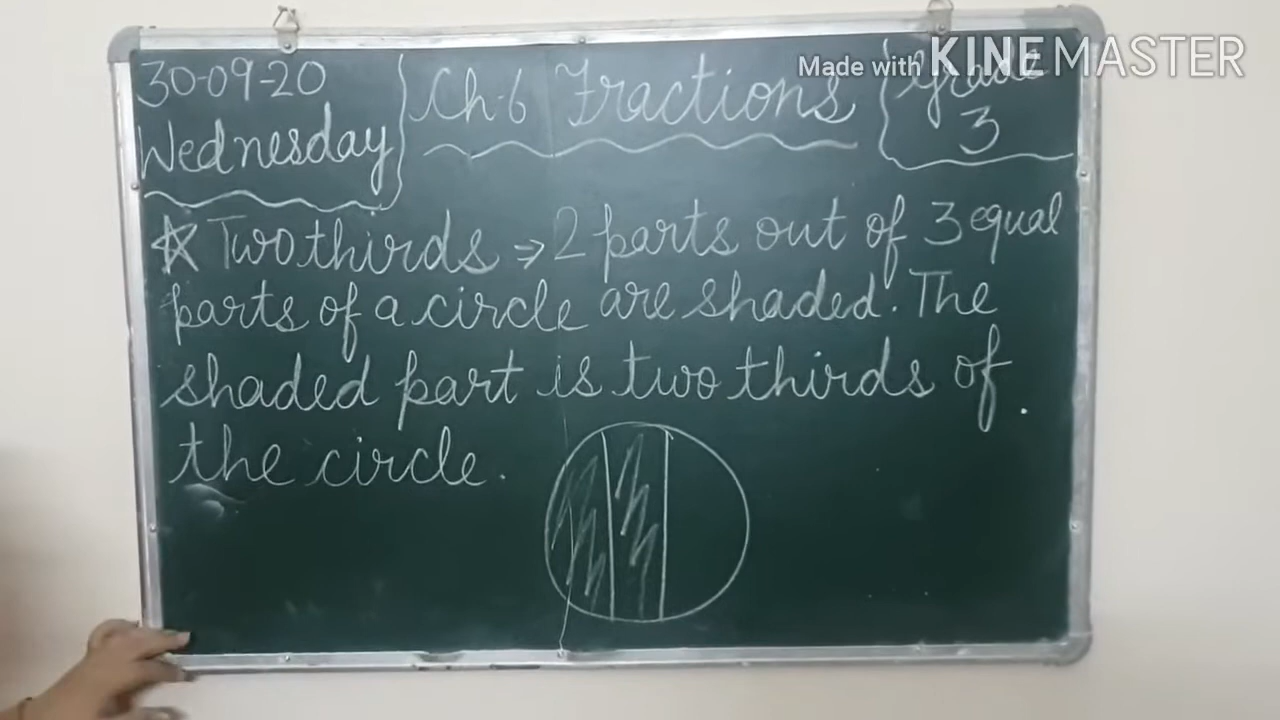 Made with KINEMASTER
30-09-20
Wednesday
Ch-6 Fractions
Grade
3
☆ Two thirds ⇒ 2 parts out of 3 equal
parts of a circle are shaded. The
shaded part is two thirds of
the circle.